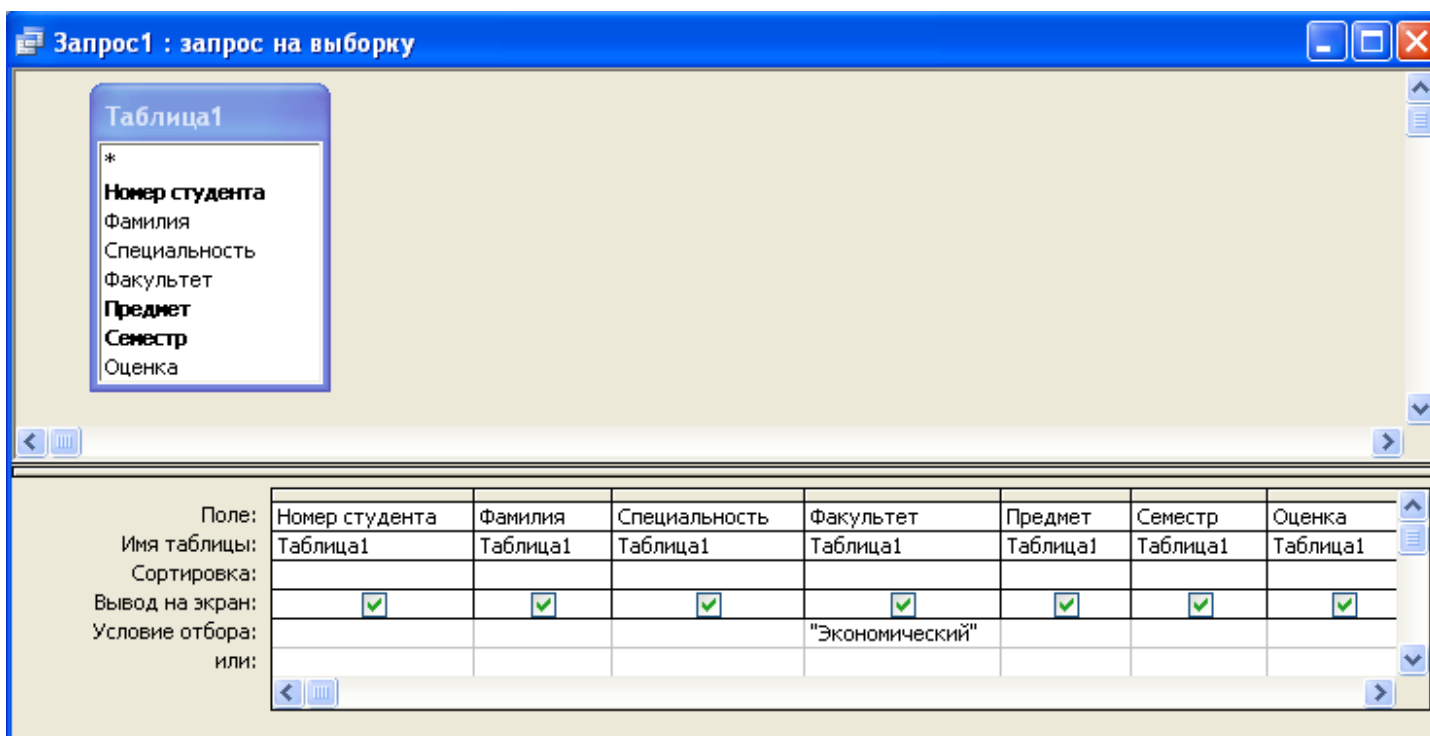 Запрос1 : запрос на выборку
Таблица1
*
Номер студента
Фамилия
Специальность
Факультет
Предмет
Семестр
Оценка
Поле: Номер студента Фамилия Специальность Факультет Предмет Семестр Оценка
Имя таблицы: Таблица1 Таблица1 Таблица1 Таблица1 Таблица1 Таблица1 Таблица1
Сортировка:
Вывод на экран:
Условие отбора: "Экономический"
или: